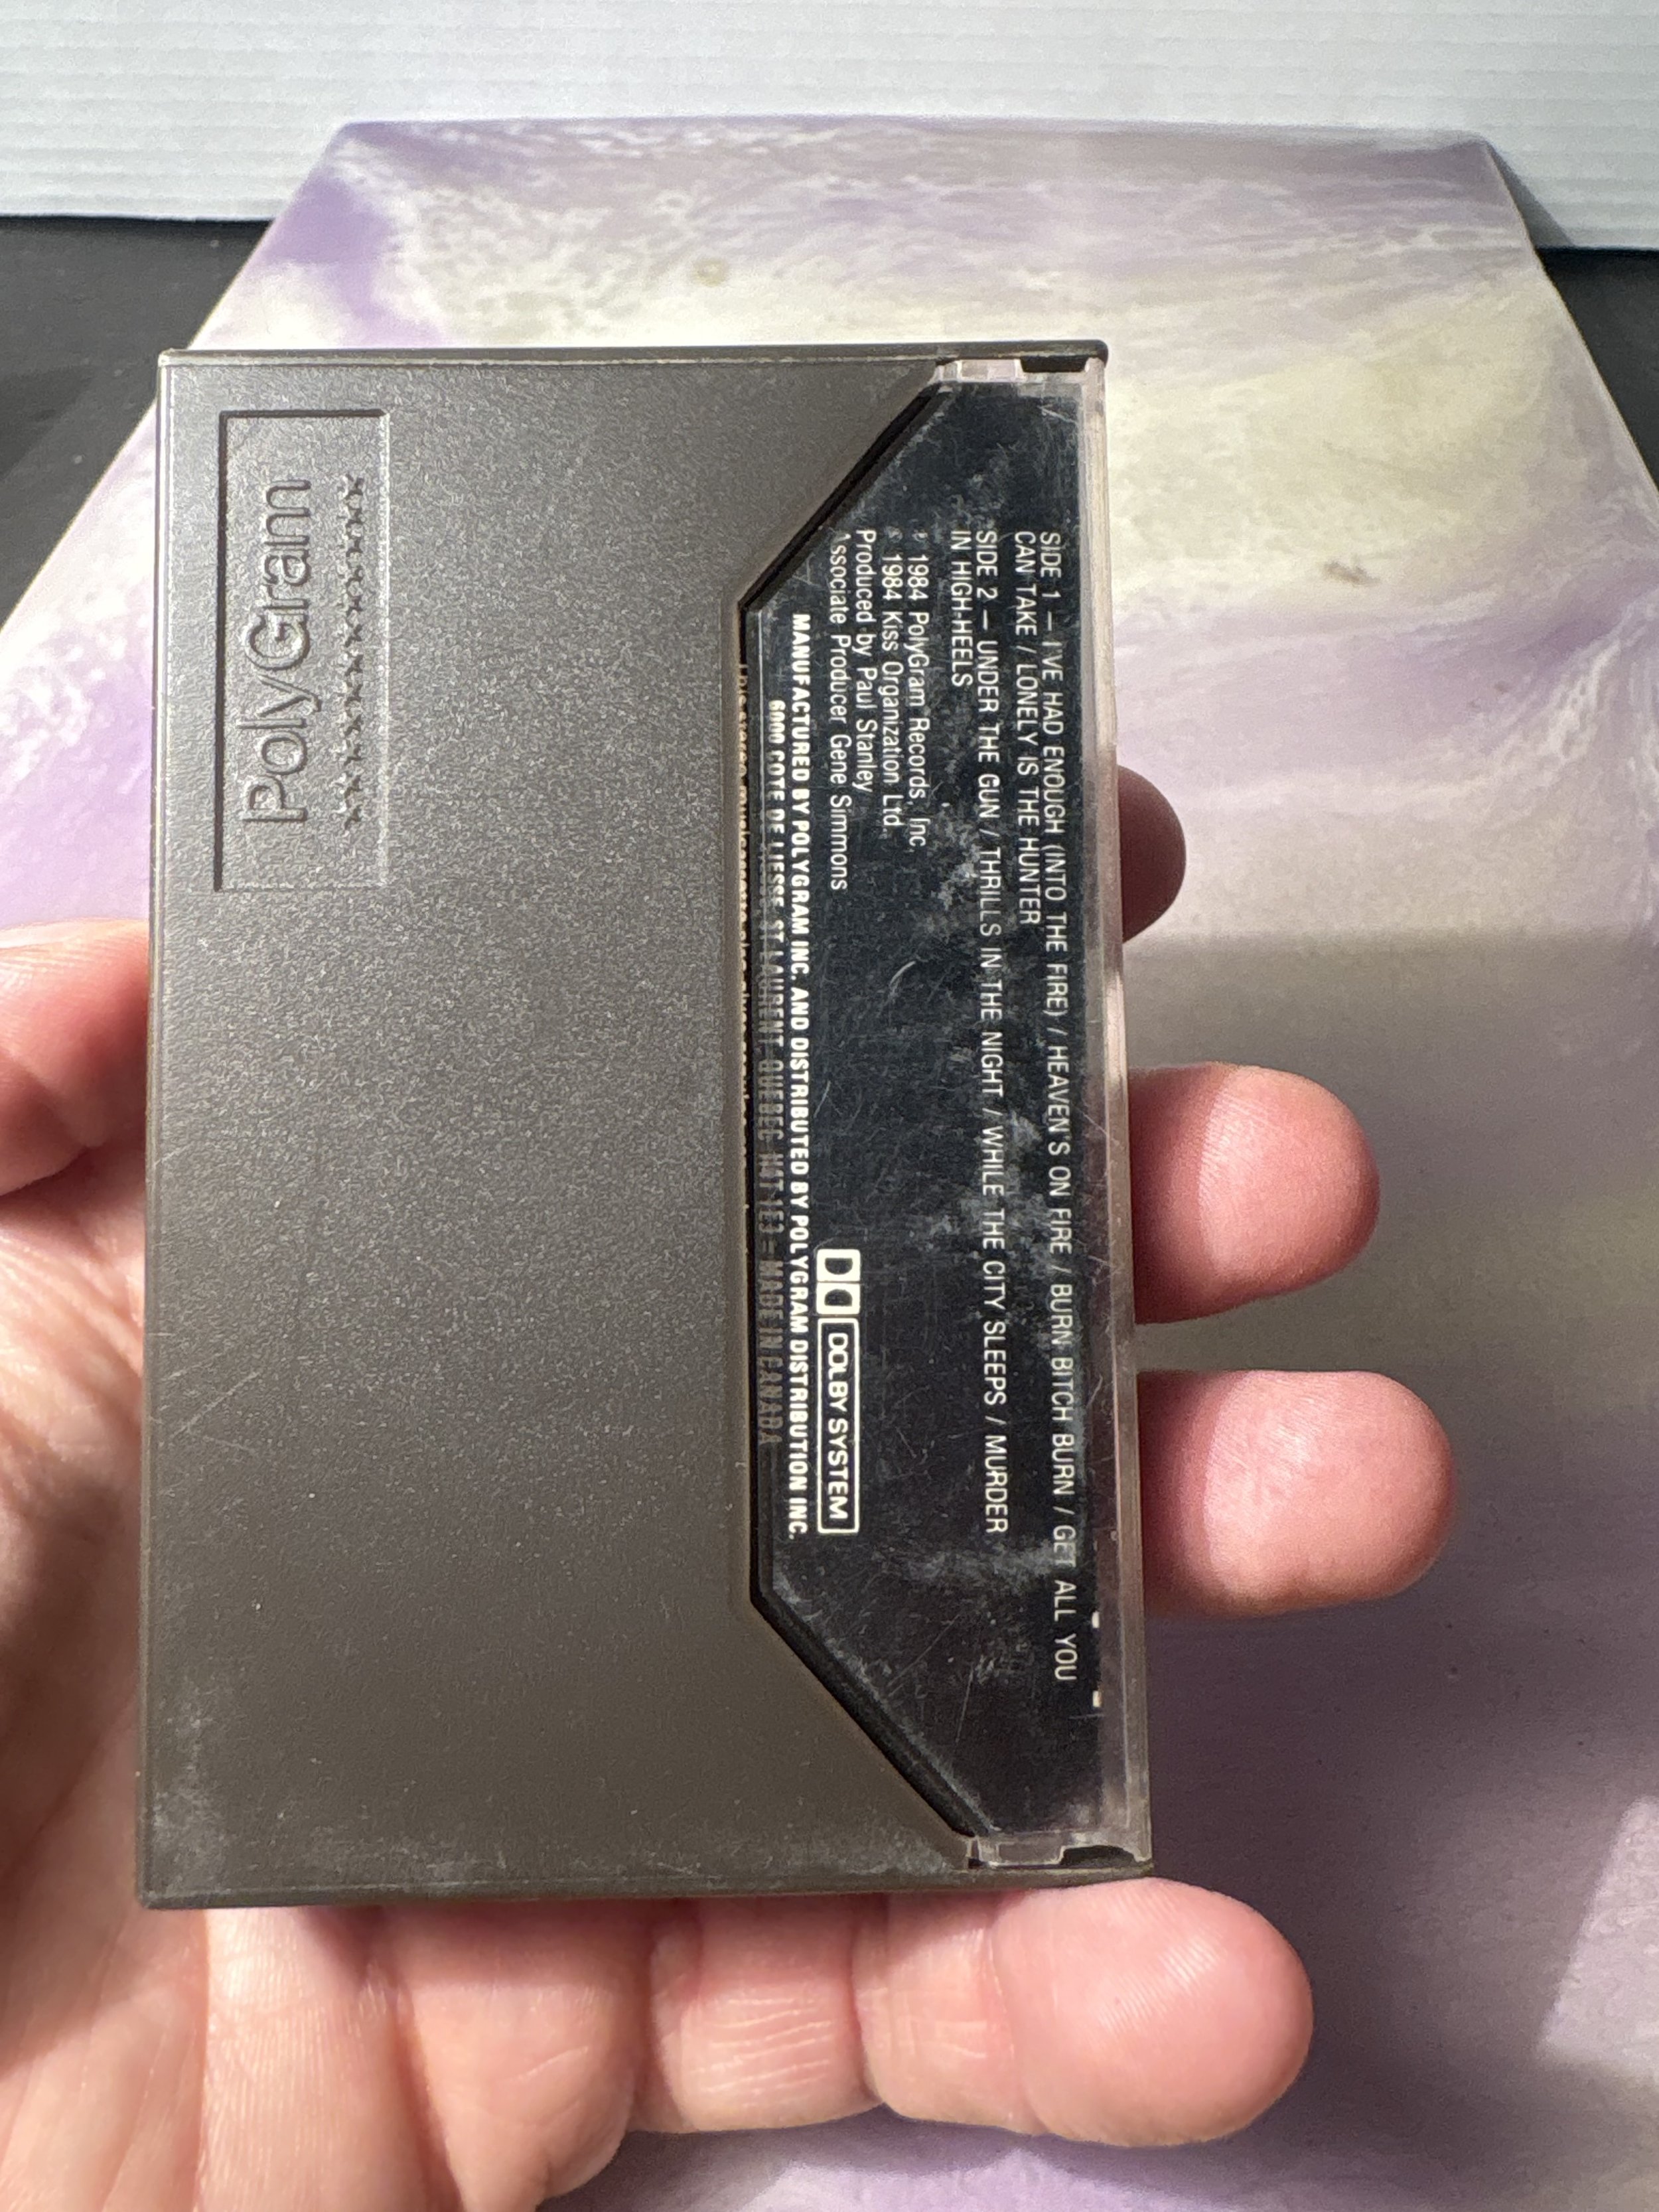 SIDE 1 – I'VE HAD ENOUGH (INTO THE FIRE) / HEAVEN'S ON FIRE / BURN BITCH BURN / GET ALL YOU
CAN TAKE / LONELY IS THE HUNTER
SIDE 2 – UNDER THE GUN / THRILLS IN THE NIGHT / WHILE THE CITY SLEEPS / MURDER
IN HIGH-HEELS
℗ 1984 PolyGram Records, Inc.
© 1984 Kiss Organization Ltd.
Produced by Paul Stanley
Associate Producer Gene Simmons
DOLBY SYSTEM
MANUFACTURED BY POLYGRAM INC. AND DISTRIBUTED BY POLYGRAM DISTRIBUTION INC.
6000 COTE DE LIESSE, ST-LAURENT, QUEBEC H4T 1E3 – MADE IN CANADA
PolyGram